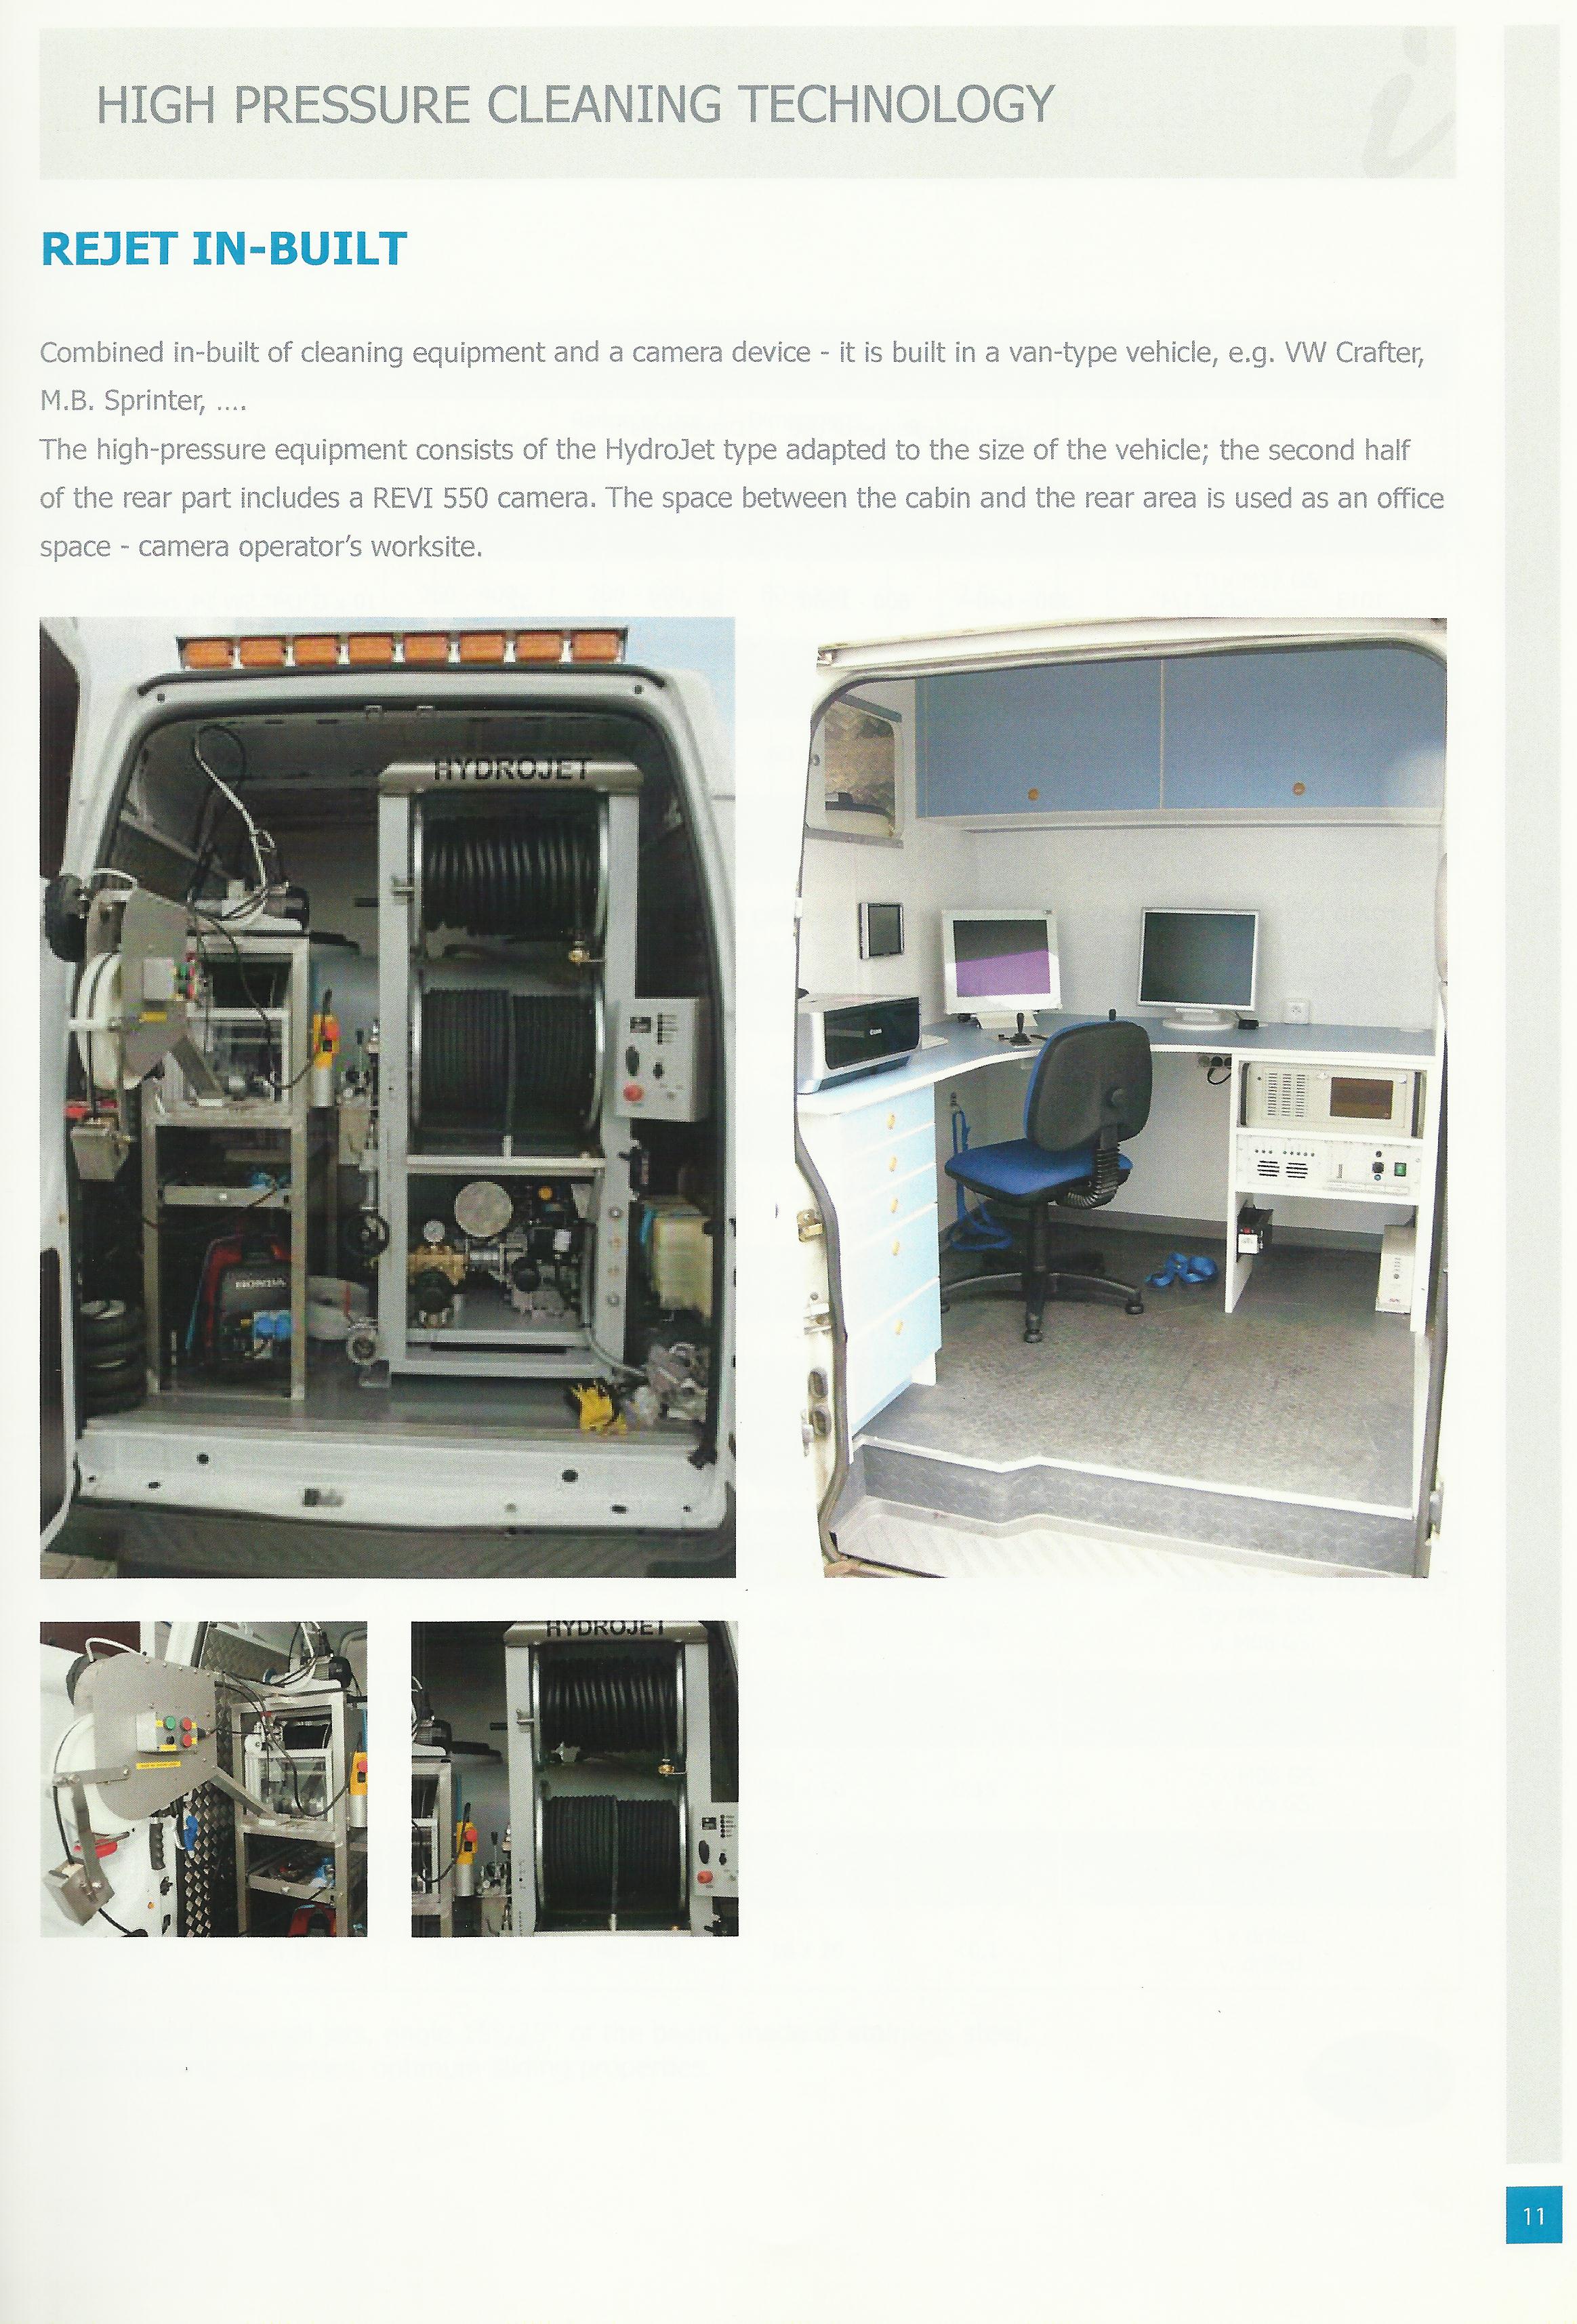 HIGH PRESSURE CLEANING TECHNOLOGY
i
REJET IN-BUILT
Combined in-built of cleaning equipment and a camera device - it is built in a van-type vehicle, e.g. VW Crafter,
M.B. Sprinter, ....
The high-pressure equipment consists of the HydroJet type adapted to the size of the vehicle; the second half
of the rear part includes a REVI 550 camera. The space between the cabin and the rear area is used as an office
space - camera operator's worksite.
HYDROJET
HONDA
Canon
HYDROJET
11